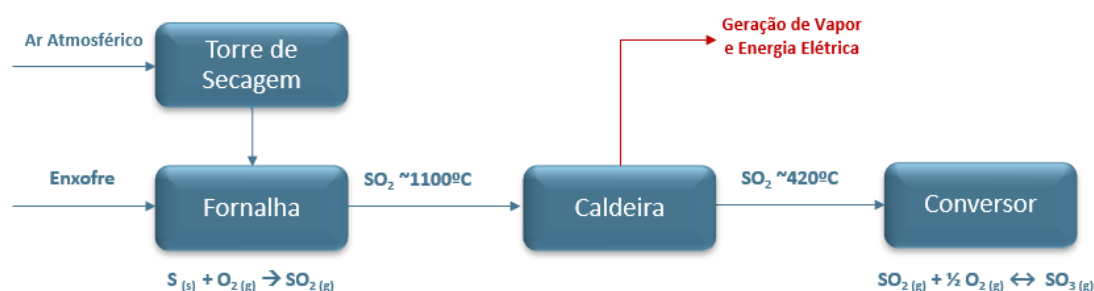 Ar Atmosférico
Torre de
Secagem
Geração de Vapor
e Energia Elétrica
Enxofre
Fornalha
SO₂ ~1100ºC
Caldeira
SO₂ ~420ºC
Conversor
S (s) + O₂ (g) → SO₂ (g)
SO₂ (g) + ½ O₂ (g) ↔ SO₃ (g)